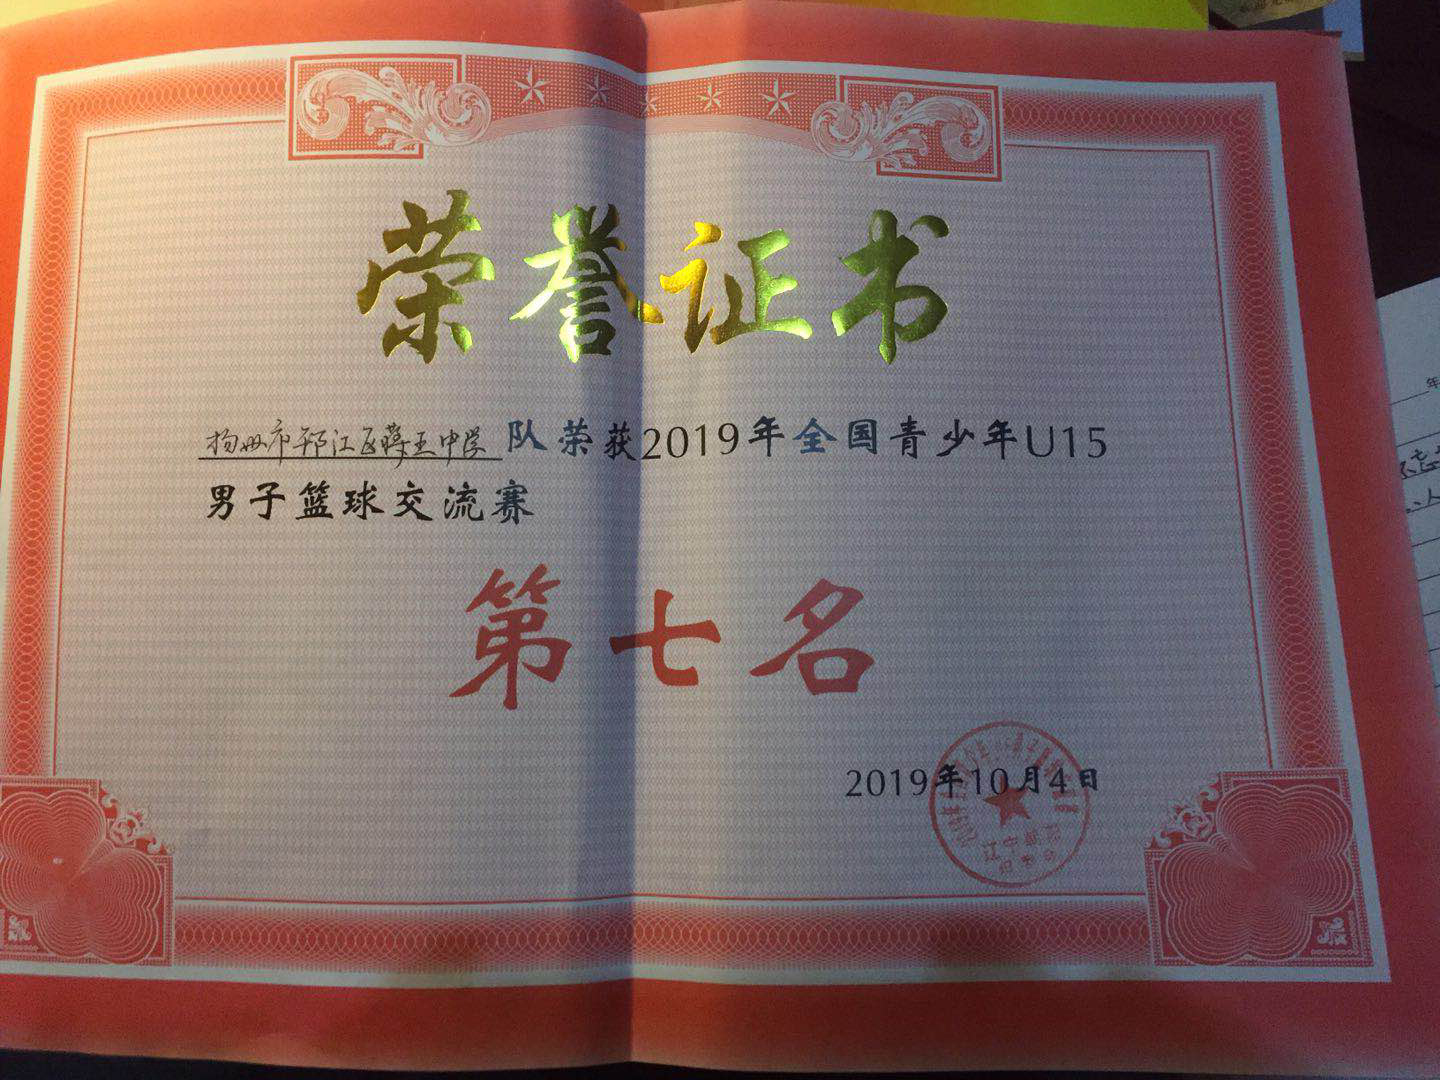 荣誉证书
扬州市邗江区蒋王中学队荣获2019年全国青少年U15
男子篮球交流赛
第七名
2019年10月4日